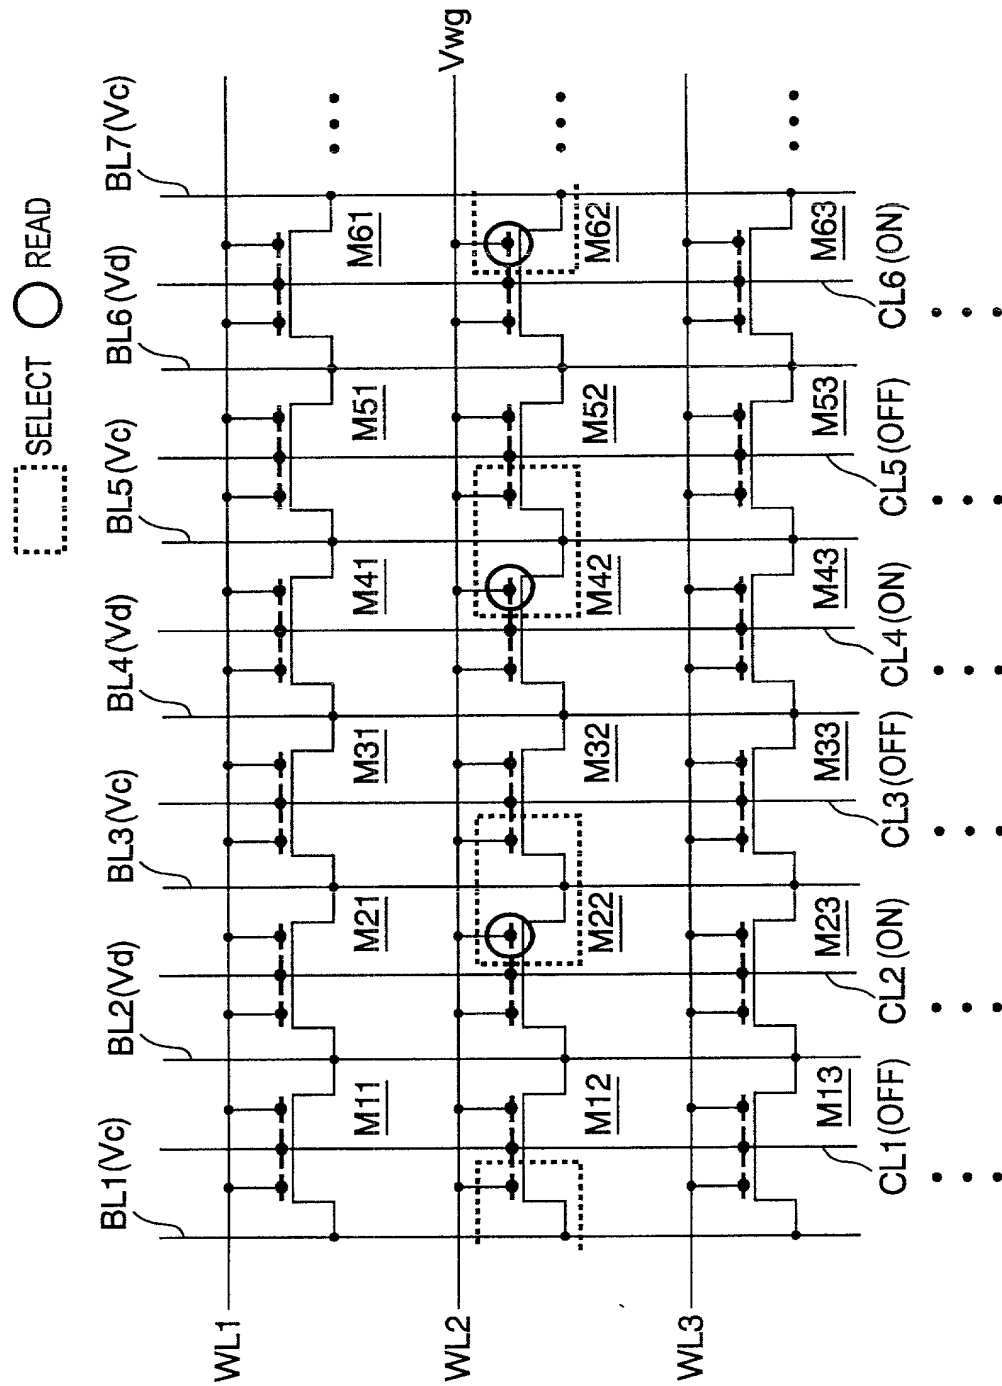 SELECT READ
BL1(Vc) BL2(Vd) BL3(Vc) BL4(Vd) BL5(Vc) BL6(Vd) BL7(Vc)
WL1
M11 M21 M31 M41 M51 M61
WL2 Vwg
M12 M22 M32 M42 M52 M62
WL3
M13 M23 M33 M43 M53 M63
CL1(OFF) CL2(ON) CL3(OFF) CL4(ON) CL5(OFF) CL6(ON)